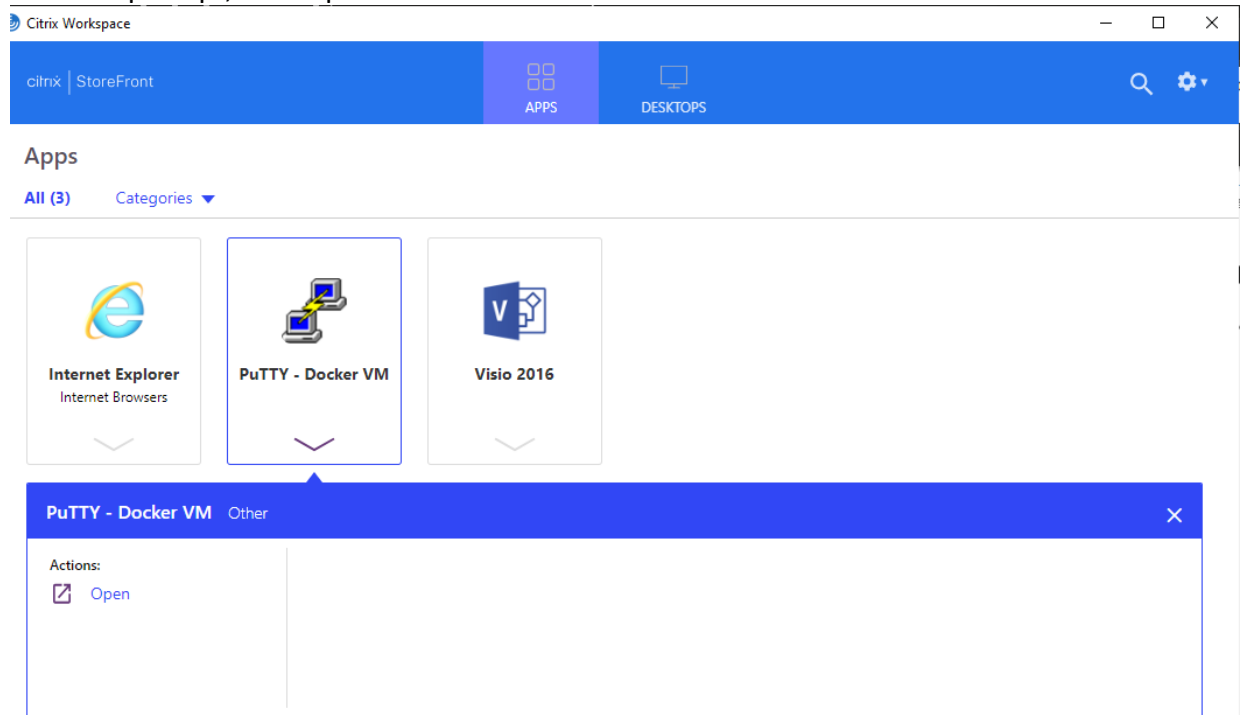 Citrix Workspace
citrix | StoreFront
APPS
DESKTOPS
Apps
All (3)
Categories
Internet Explorer
Internet Browsers
PuTTY - Docker VM
V
Visio 2016
PuTTY - Docker VM Other
Actions:
Open